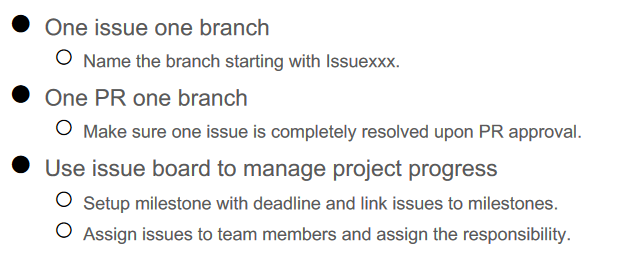 One issue one branch
Name the branch starting with Issuexxx.
One PR one branch
Make sure one issue is completely resolved upon PR approval.
Use issue board to manage project progress
Setup milestone with deadline and link issues to milestones.
Assign issues to team members and assign the responsibility.